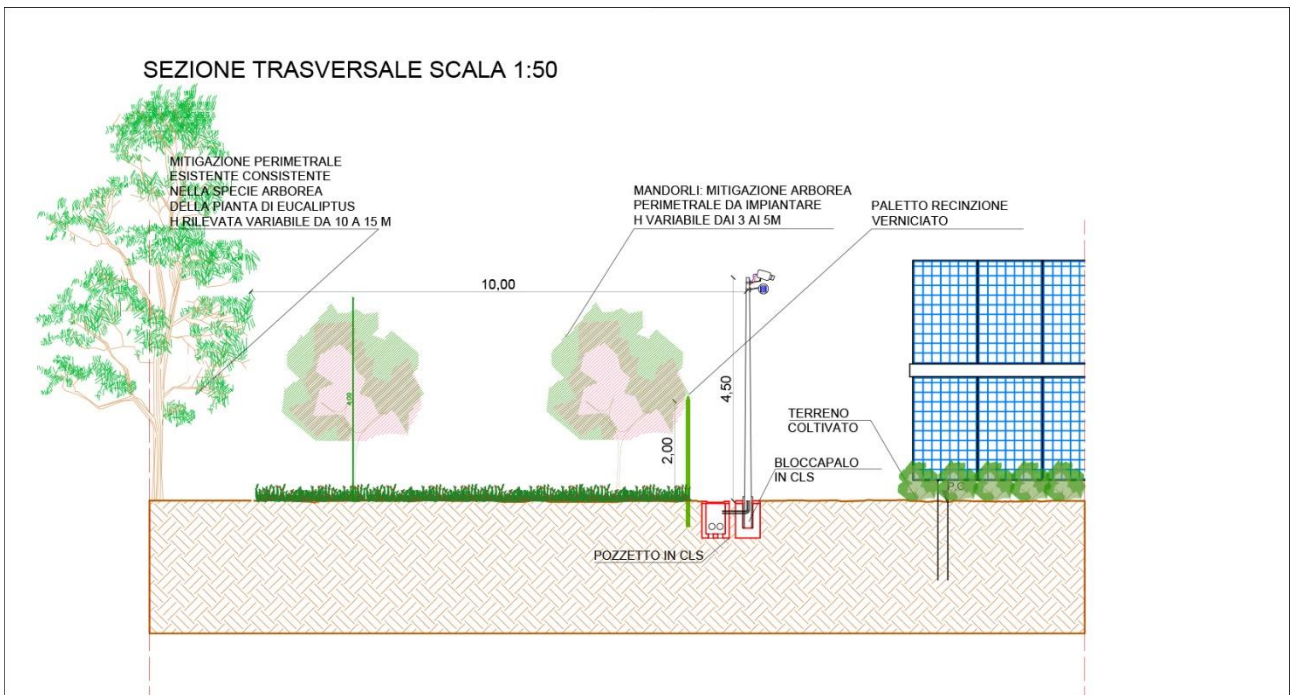 SEZIONE TRASVERSALE SCALA 1:50
MITIGAZIONE PERIMETRALE
ESISTENTE CONSISTENTE
NELLA SPECIE ARBOREA
DELLA PIANTA DI EUCALIPTUS
H RILEVATA VARIABILE DA 10 A 15 M
MANDORLI: MITIGAZIONE ARBOREA
PERIMETRALE DA IMPIANTARE
H VARIABILE DAI 3 AI 5M
PALETTO RECINZIONE
VERNICIATO
10,00
4,50
4,00
2,00
TERRENO
COLTIVATO
BLOCCAPALO
IN CLS
P.C
POZZETTO IN CLS